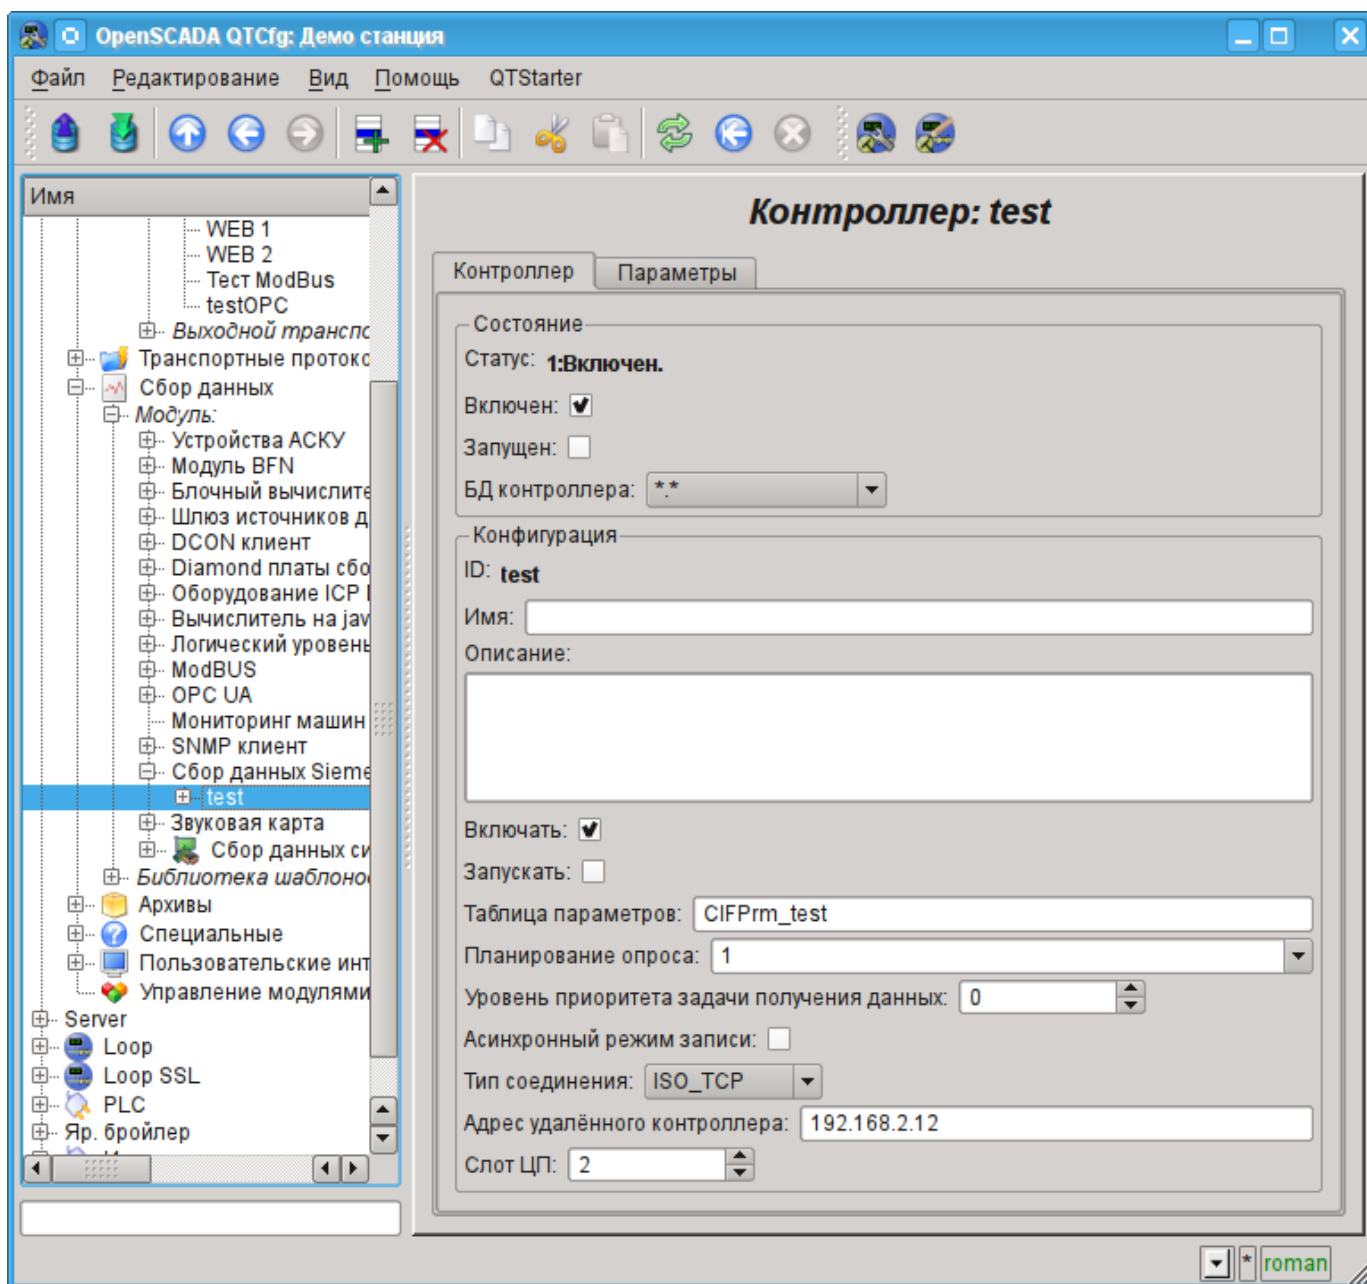 OpenSCADA QTCfg: Демо станция
Файл Редактирование Вид Помощь QTStarter
Имя
WEB 1
WEB 2
Тест ModBus
testOPC
Выходной транспо
Транспортные протоко
Сбор данных
Модуль:
Устройства АСКУ
Модуль BFN
Блочный вычислите
Шлюз источников д
DCON клиент
Diamond платы сбо
Оборудование ICP
Вычислитель на jav
Логический уровень
ModBUS
OPC UA
Мониторинг машин
SNMP клиент
Сбор данных Sieme
test
Звуковая карта
Сбор данных си
Библиотека шаблоно
Архивы
Специальные
Пользовательские инт
Управление модулями
Server
Loop
Loop SSL
PLC
Яр. бройлер
Контроллер: test
Контроллер Параметры
Состояние
Статус: 1:Включен.
Включен:
Запущен:
БД контроллера: *.*
Конфигурация
ID: test
Имя:
Описание:
Включать:
Запускать:
Таблица параметров: CIFPrm_test
Планирование опроса: 1
Уровень приоритета задачи получения данных: 0
Асинхронный режим записи:
Тип соединения: ISO_TCP
Адрес удалённого контроллера: 192.168.2.12
Слот ЦП: 2
* roman